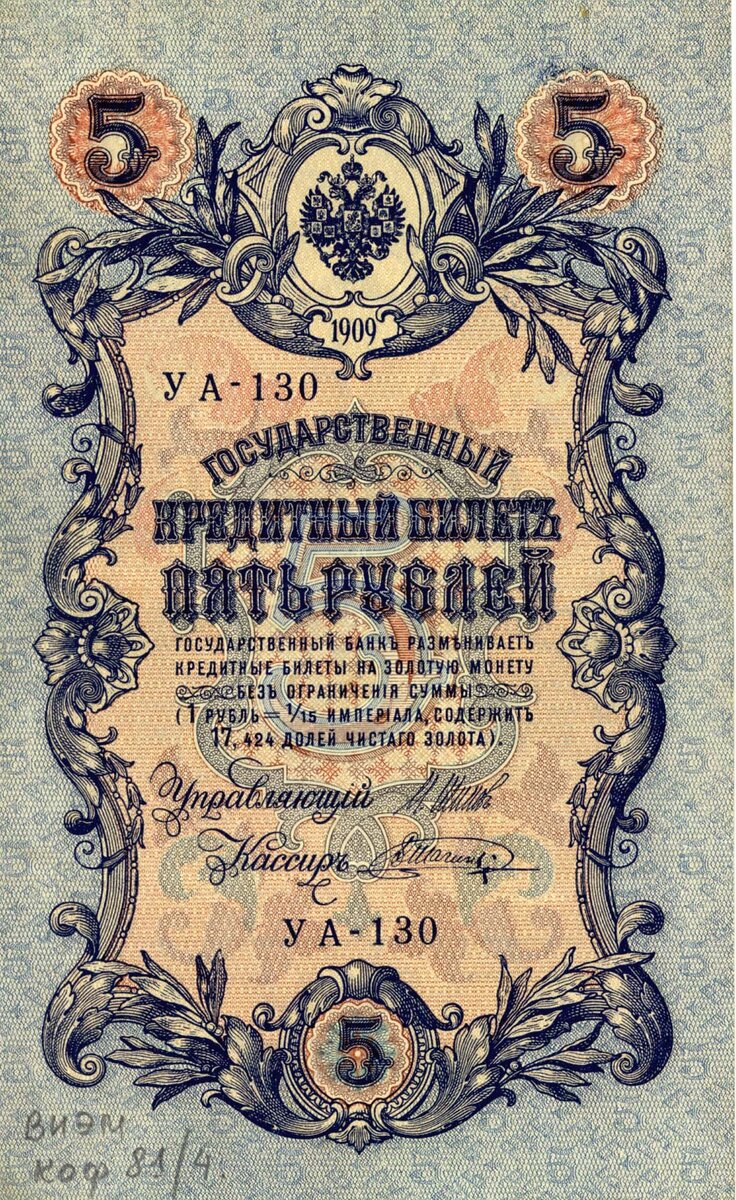 5 5
1909
УА-130
ГОСУДАРСТВЕННЫЙ
КРЕДИТНЫЙ БИЛЕТЪ
ПЯТЬ РУБЛЕЙ
5
ГОСУДАРСТВЕННЫЙ БАНКЪ РАЗМѢНИВАЕТЪ
КРЕДИТНЫЕ БИЛЕТЫ НА ЗОЛОТУЮ МОНЕТУ
БЕЗЪ ОГРАНИЧЕНІЯ СУММЫ
(1 РУБЛЬ = 1/15 ИМПЕРІАЛА, СОДЕРЖИТЪ
17,424 ДОЛЕЙ ЧИСТАГО ЗОЛОТА).
Управляющій
Кассиръ
УА-130
5
ВИЭМ
КОФ 81/4.